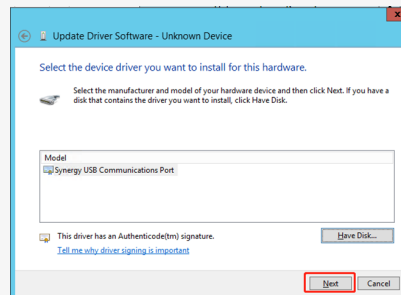 Update Driver Software - Unknown Device
Select the device driver you want to install for this hardware.
Select the manufacturer and model of your hardware device and then click Next. If you have a
disk that contains the driver you want to install, click Have Disk.
Model
Synergy USB Communications Port
This driver has an Authenticode(tm) signature.
Have Disk...
Tell me why driver signing is important
Next
Cancel